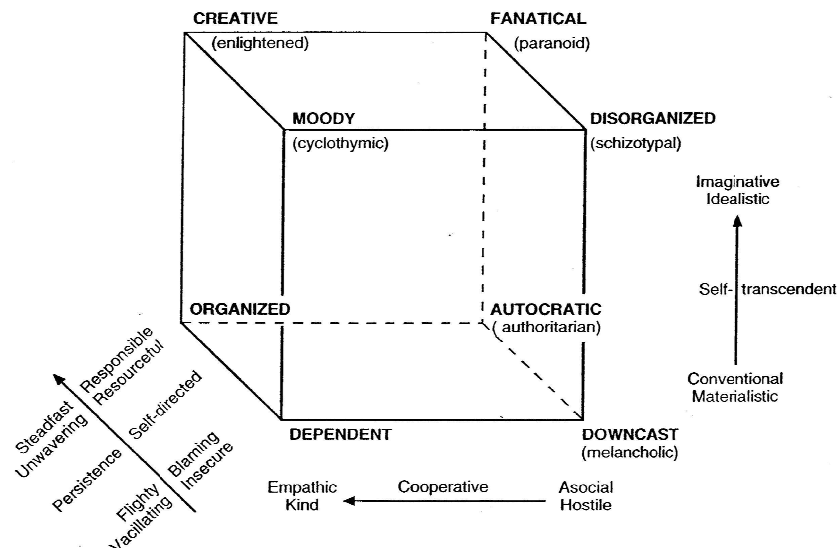 CREATIVE
(enlightened)
FANATICAL
(paranoid)
MOODY
(cyclothymic)
DISORGANIZED
(schizotypal)
Imaginative
Idealistic
Self-transcendent
Conventional
Materialistic
ORGANIZED
AUTOCRATIC
( authoritarian)
Responsible
Resourceful
Steadfast
Unwavering
Self-directed
Persistence
Blaming
Insecure
Flighty
Vacillating
DEPENDENT
DOWNCAST
(melancholic)
Empathic
Kind
Cooperative
Asocial
Hostile